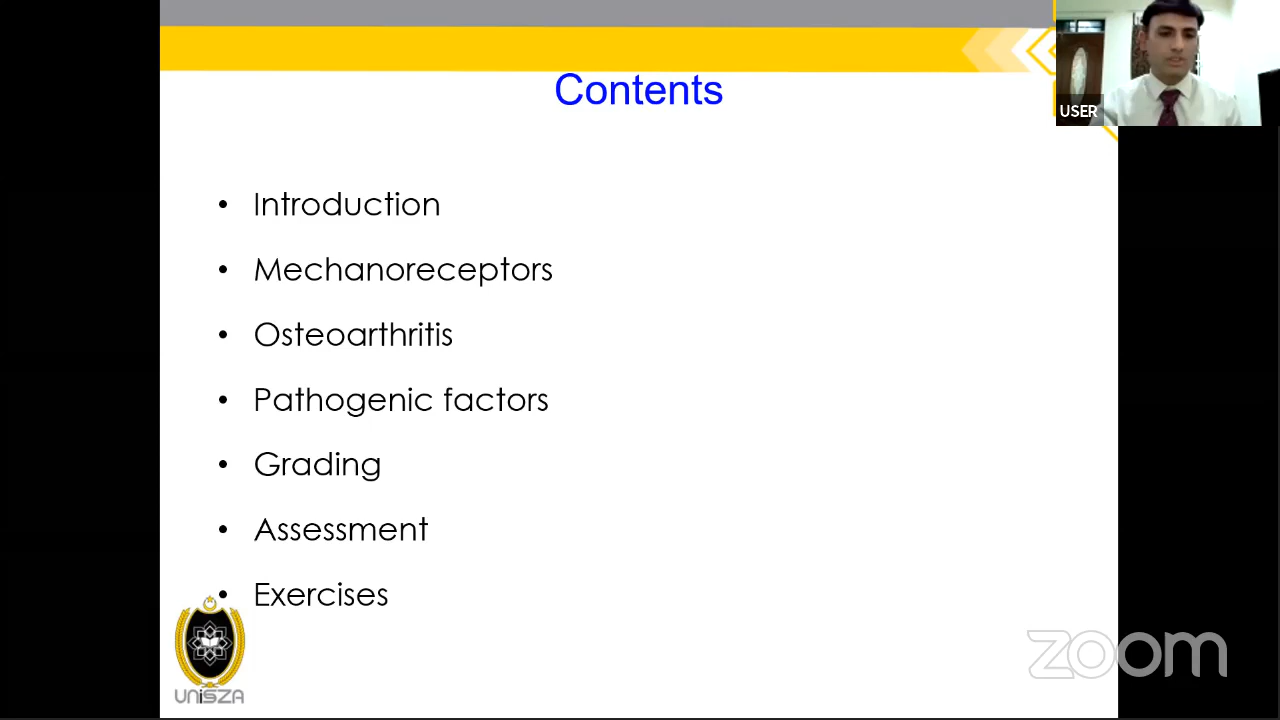 Contents
USER
• Introduction
• Mechanoreceptors
• Osteoarthritis
• Pathogenic factors
• Grading
• Assessment
• Exercises
UNiSZA
zoom